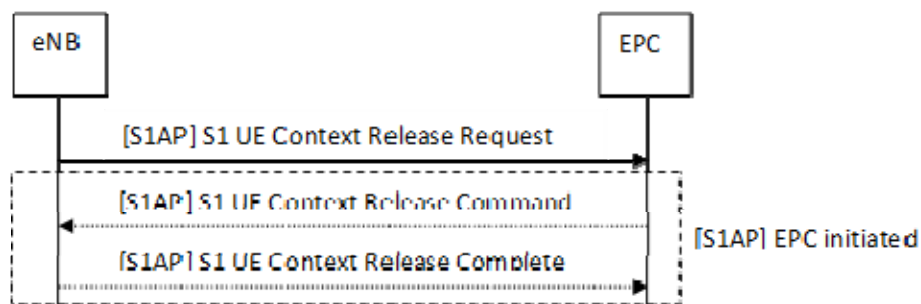 eNB
EPC
[S1AP] S1 UE Context Release Request
[S1AP] S1 UE Context Release Command
[S1AP] EPC initiated
[S1AP] S1 UE Context Release Complete